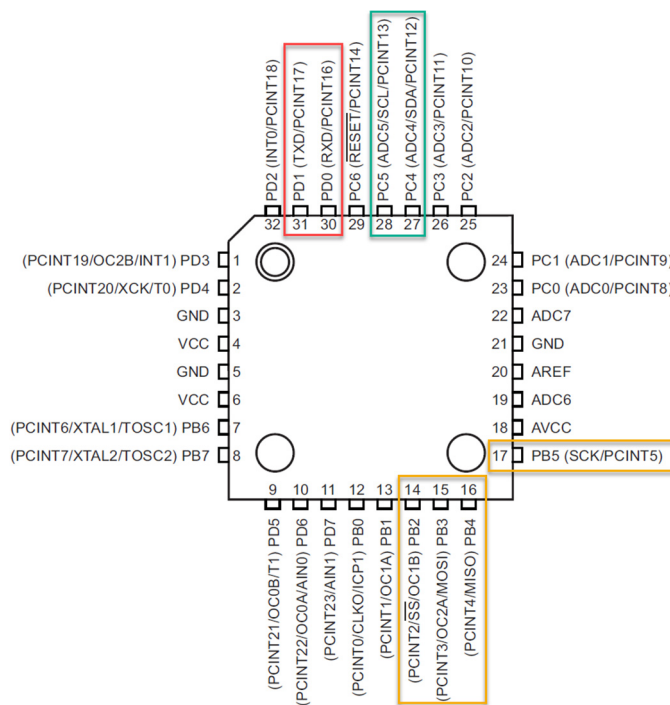 PD2 (INT0/PCINT18)
PD1 (TXD/PCINT17)
PD0 (RXD/PCINT16)
PC6 (RESET/PCINT14)
PC5 (ADC5/SCL/PCINT13)
PC4 (ADC4/SDA/PCINT12)
PC3 (ADC3/PCINT11)
PC2 (ADC2/PCINT10)
32 31 30 29 28 27 26 25
(PCINT19/OC2B/INT1) PD3 1
(PCINT20/XCK/T0) PD4 2
GND 3
VCC 4
GND 5
VCC 6
(PCINT6/XTAL1/TOSC1) PB6 7
(PCINT7/XTAL2/TOSC2) PB7 8
24 PC1 (ADC1/PCINT9)
23 PC0 (ADC0/PCINT8)
22 ADC7
21 GND
20 AREF
19 ADC6
18 AVCC
17 PB5 (SCK/PCINT5)
9 10 11 12 13 14 15 16
(PCINT21/OC0B/T1) PD5
(PCINT22/OC0A/AIN0) PD6
(PCINT23/AIN1) PD7
(PCINT0/CLKO/ICP1) PB0
(PCINT1/OC1A) PB1
(PCINT2/SS/OC1B) PB2
(PCINT3/OC2A/MOSI) PB3
(PCINT4/MISO) PB4